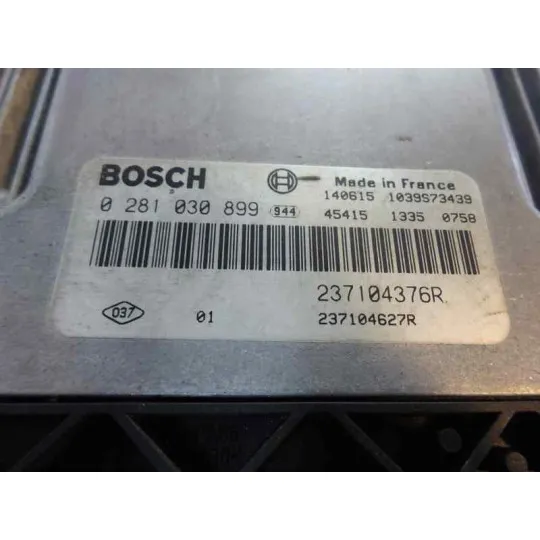 BOSCH Made in France
140615 1039S73439
0 281 030 899 944 45415 1335 0758
237104376R
037 01 237104627R